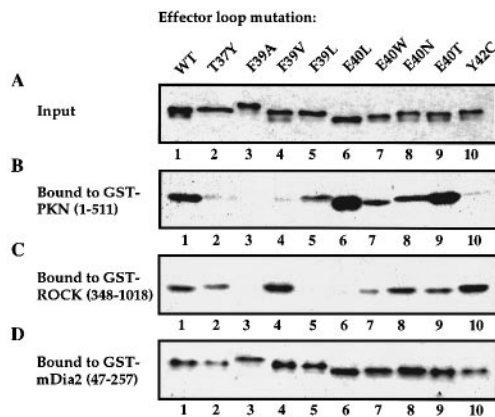 Effector loop mutation:
WT T37Y F39A F39V F39L E40L E40W E40N E40T Y42C
A
Input
1 2 3 4 5 6 7 8 9 10
B
Bound to GST-
PKN (1-511)
1 2 3 4 5 6 7 8 9 10
C
Bound to GST-
ROCK (348-1018)
1 2 3 4 5 6 7 8 9 10
D
Bound to GST-
mDia2 (47-257)
1 2 3 4 5 6 7 8 9 10